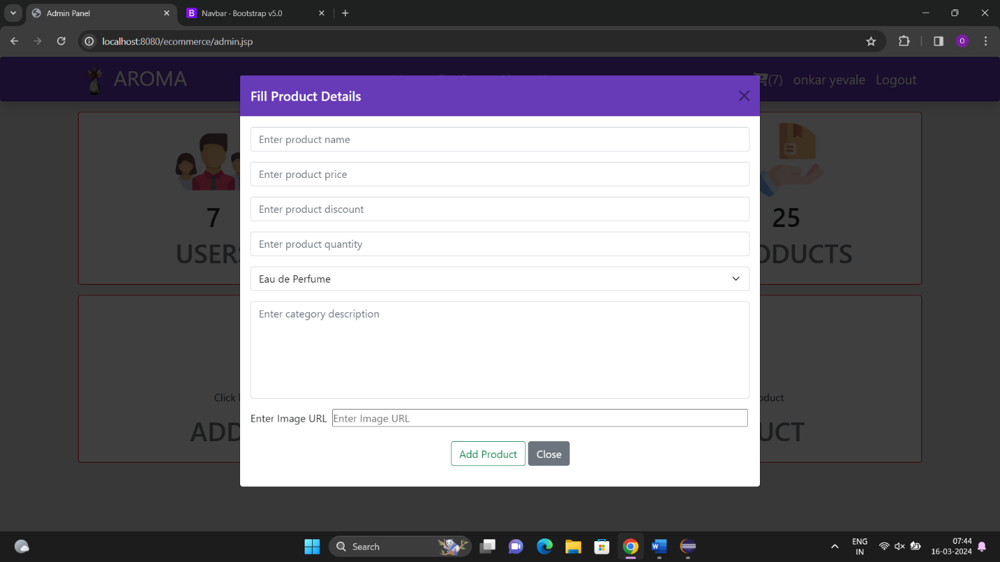 Admin Panel
B Navbar · Bootstrap v5.0
localhost:8080/ecommerce/admin.jsp
O
AROMA
(7) onkar yevale Logout
Fill Product Details
Enter product name
Enter product price
Enter product discount
Enter product quantity
Eau de Perfume
Enter category description
Enter Image URL Enter Image URL
Add Product Close
7
USERS
25
ODUCTS
Click
oduct
ADD
UCT
Search
ENG
IN
07:44
16-03-2024